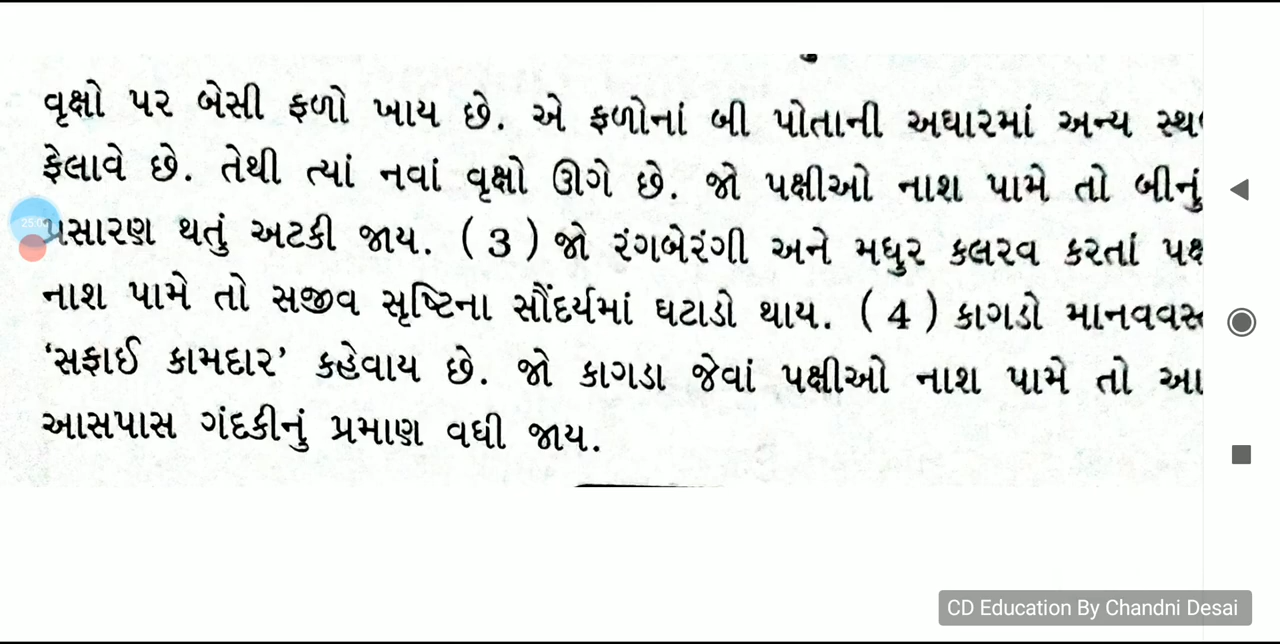 વૃક્ષો પર બેસી ફળો ખાય છે. એ ફળોનાં બી પોતાની અઘારમાં અન્ય
ફેલાવે છે. તેથી ત્યાં નવાં વૃક્ષો ઊગે છે. જો પક્ષીઓ નાશ પામે તો બીનું
પ્રસારણ થતું અટકી જાય. ( 3 ) જો રંગબેરંગી અને મધુર કલરવ કરતાં
નાશ પામે તો સજીવ સૃષ્ટિના સૌંદર્યમાં ઘટાડો થાય. ( 4 ) કાગડો
‘સફાઈ કામદાર’ કહેવાય છે. જો કાગડા જેવાં પક્ષીઓ નાશ પામે તો આ
આસપાસ ગંદકીનું પ્રમાણ વધી જાય.
CD Education By Chandni Desai